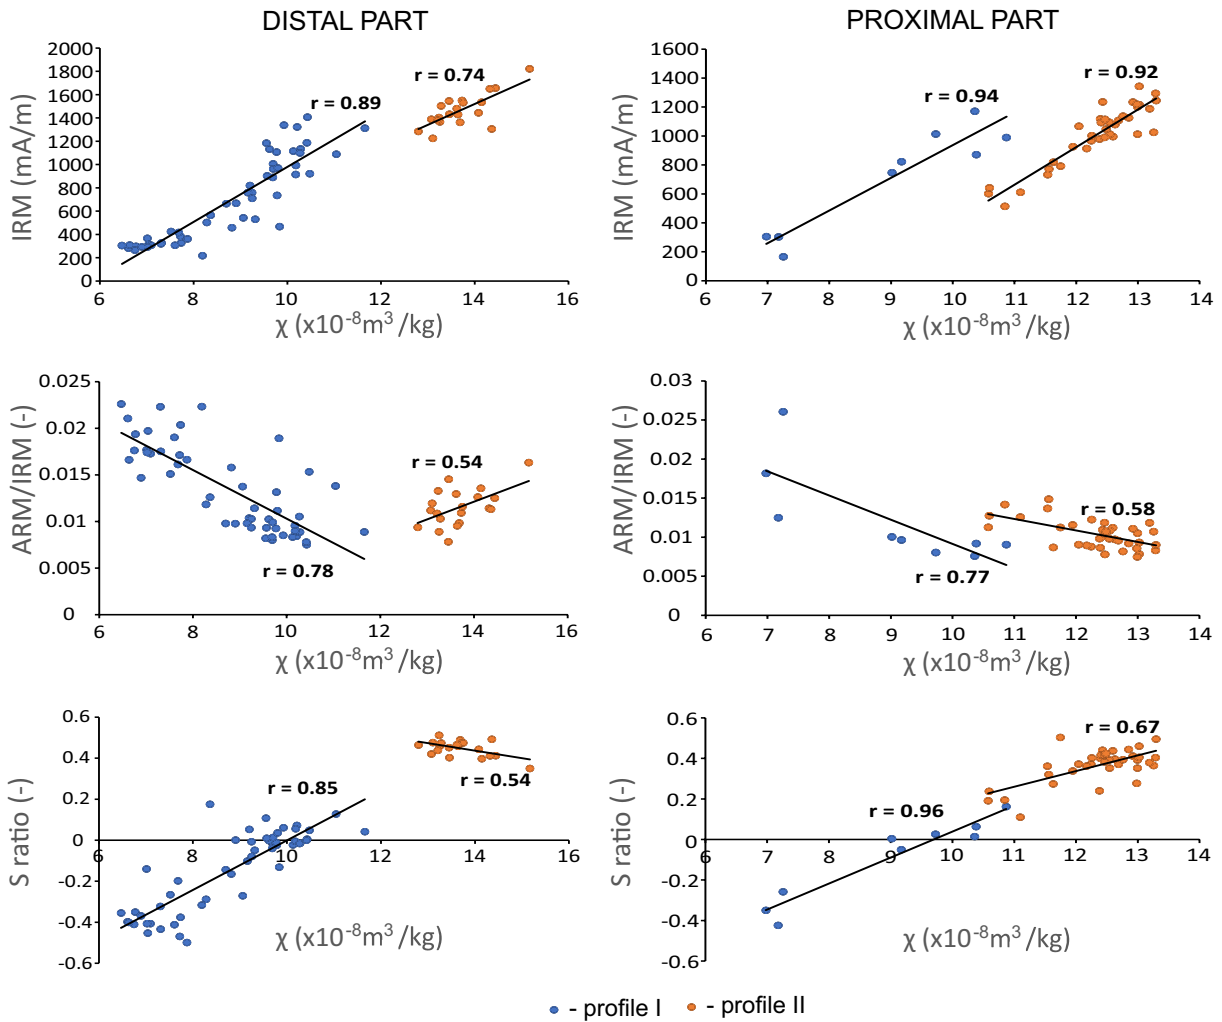 DISTAL PART
PROXIMAL PART
IRM (mA/m)
2000
1800
1600
1400
1200
1000
800
600
400
200
0
r = 0.89
r = 0.74
6 8 10 12 14 16
χ (x10⁻⁸m³/kg)
IRM (mA/m)
1600
1400
1200
1000
800
600
400
200
0
r = 0.94
r = 0.92
6 7 8 9 10 11 12 13 14
χ (x10⁻⁸m³/kg)
ARM/IRM (-)
0.025
0.02
0.015
0.01
0.005
0
r = 0.54
r = 0.78
6 8 10 12 14 16
χ (x10⁻⁸m³/kg)
ARM/IRM (-)
0.03
0.025
0.02
0.015
0.01
0.005
0
r = 0.58
r = 0.77
6 7 8 9 10 11 12 13 14
χ (x10⁻⁸m³/kg)
S ratio (-)
0.6
0.4
0.2
0
-0.2
-0.4
-0.6
r = 0.54
r = 0.85
6 8 10 12 14 16
χ (x10⁻⁸m³/kg)
S ratio (-)
0.6
0.4
0.2
0
-0.2
-0.4
-0.6
r = 0.67
r = 0.96
6 7 8 9 10 11 12 13 14
χ (x10⁻⁸m³/kg)
- profile I - profile II